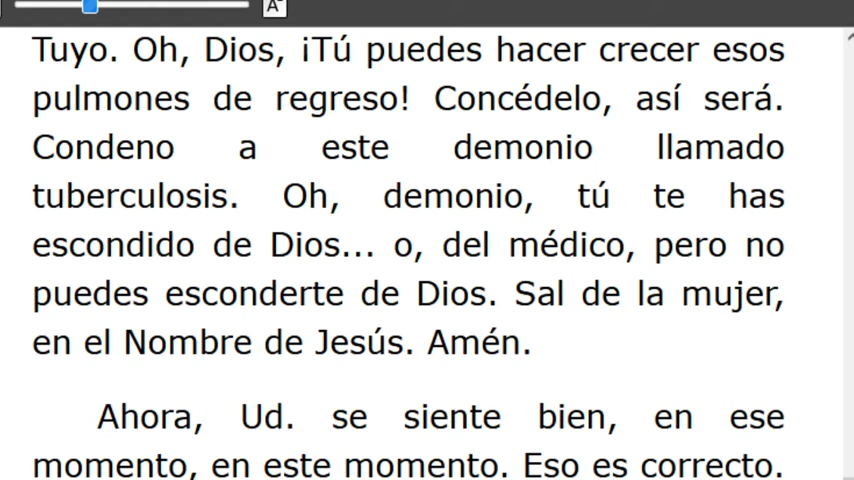 A
Tuyo. Oh, Dios, ¡Tú puedes hacer crecer esos
pulmones de regreso! Concédelo, así será.
Condeno a este demonio llamado
tuberculosis. Oh, demonio, tú te has
escondido de Dios... o, del médico, pero no
puedes esconderte de Dios. Sal de la mujer,
en el Nombre de Jesús. Amén.
Ahora, Ud. se siente bien, en ese
momento, en este momento. Eso es correcto.